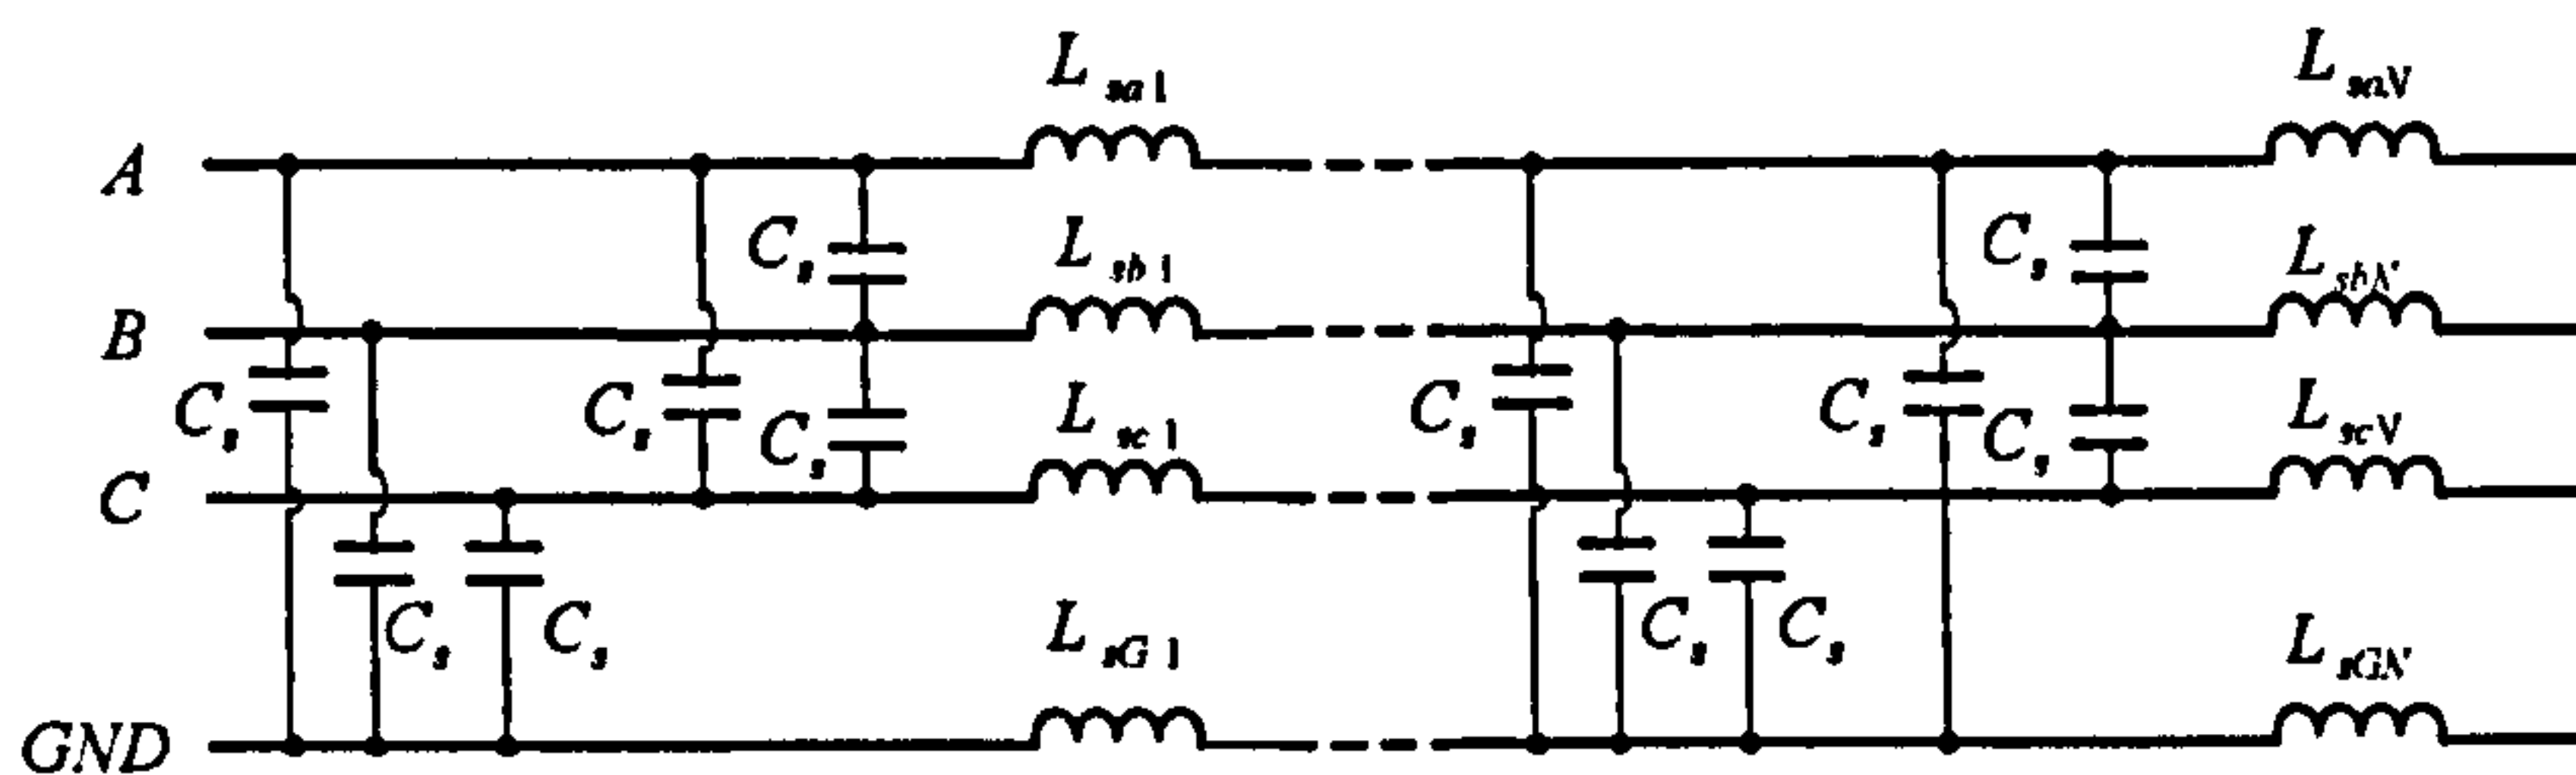 L_sa1 L_saN
A
C_s C_s
L_sb1 L_sbN
B
C_s C_s C_s C_s C_s C_s
L_sc1 L_scN
C
C_s C_s C_s C_s
L_sG1 L_sGN
GND